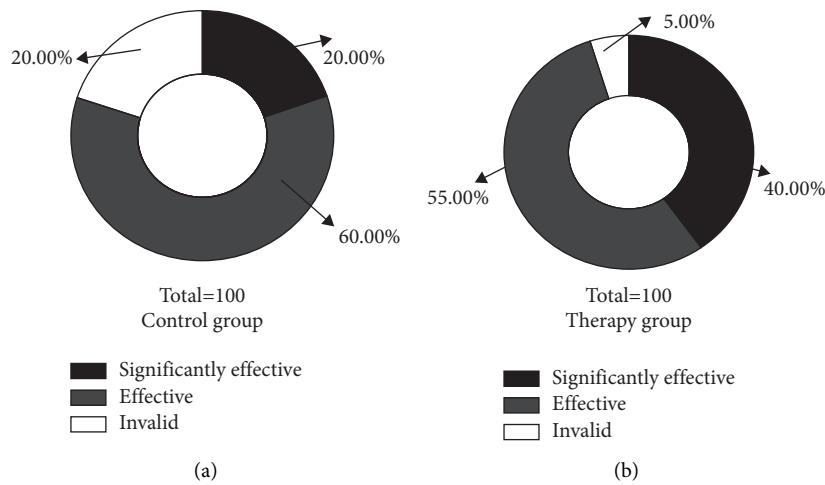 20.00%
20.00%
60.00%
Total=100
Control group
Significantly effective
Effective
Invalid
(a)
5.00%
55.00%
40.00%
Total=100
Therapy group
Significantly effective
Effective
Invalid
(b)